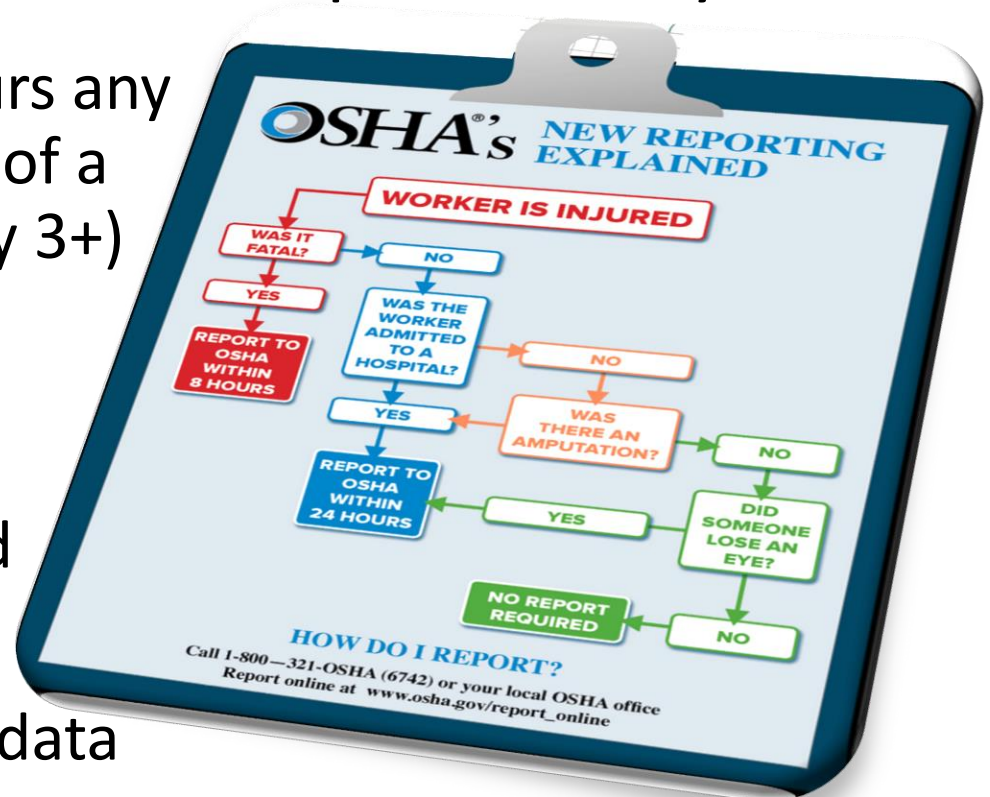 urs any
of a
y 3+)
d
data
OSHA®'s NEW REPORTING
EXPLAINED
WORKER IS INJURED
WAS IT
FATAL?
NO
YES
WAS THE
WORKER
ADMITTED
TO A
HOSPITAL?
REPORT TO
OSHA
WITHIN
8 HOURS
NO
YES
WAS
THERE AN
AMPUTATION?
NO
REPORT TO
OSHA
WITHIN
24 HOURS
YES
DID
SOMEONE
LOSE AN
EYE?
NO REPORT
REQUIRED
NO
HOW DO I REPORT?
Call 1-800—321-OSHA (6742) or your local OSHA office
Report online at www.osha.gov/report_online